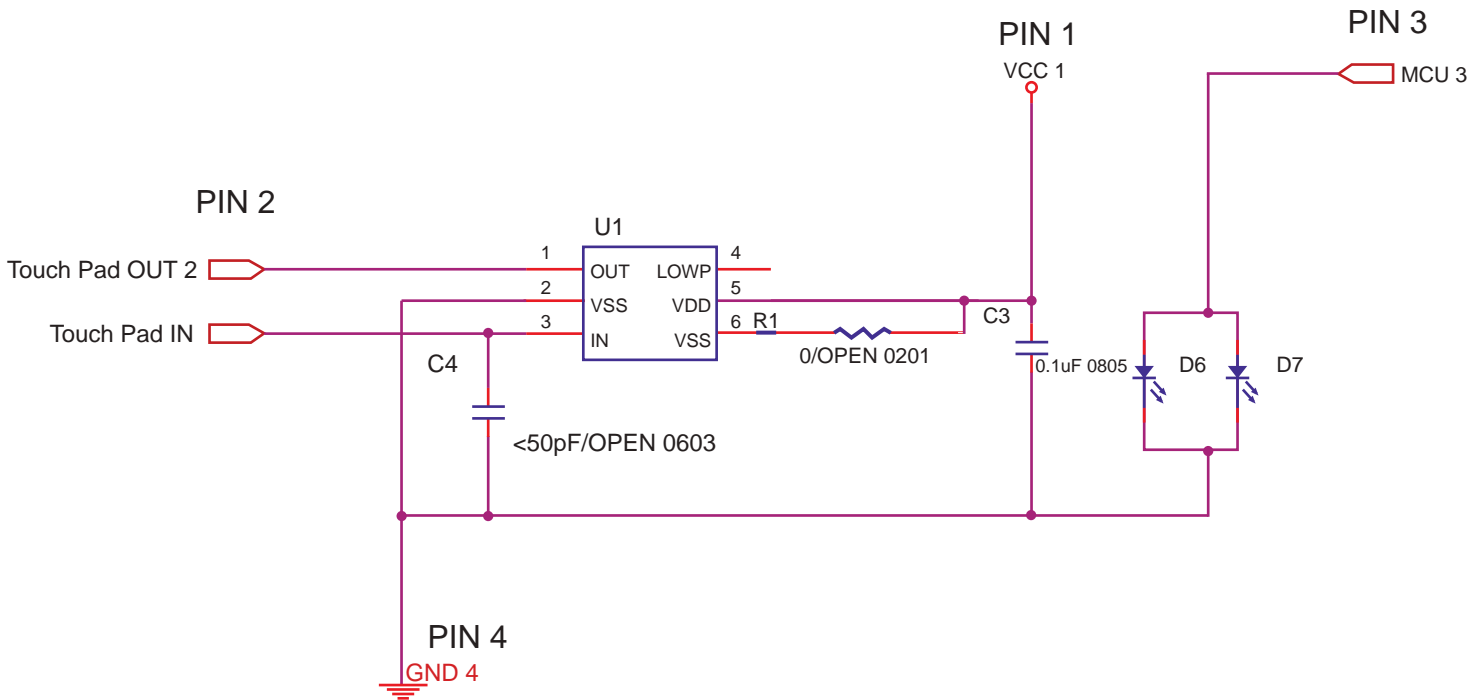 PIN 3
PIN 1
VCC 1
MCU 3
PIN 2
U1
Touch Pad OUT 2
1
OUT
LOWP
4
2
VSS
VDD
5
Touch Pad IN
3
IN
VSS
6
R1
0/OPEN 0201
C3
0.1uF 0805
D6
D7
C4
<50pF/OPEN 0603
PIN 4
GND 4